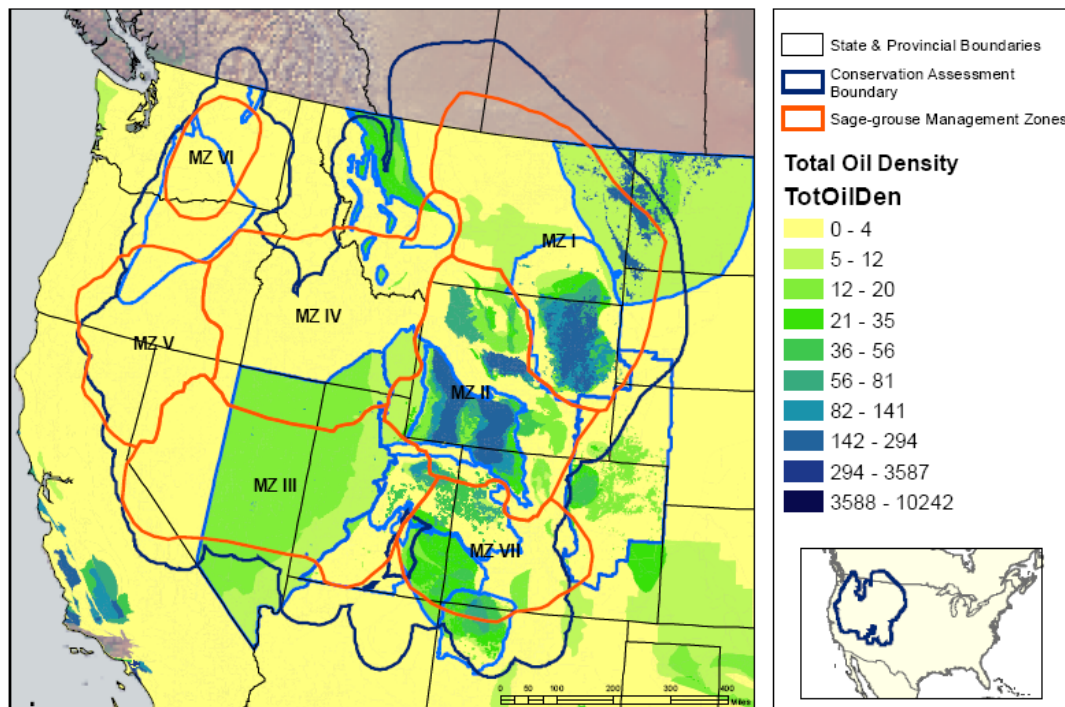 MZ VI
MZ I
MZ IV
MZ V
MZ II
MZ III
MZ VII
0 25 50 100 200 300 400
Miles
State & Provincial Boundaries
Conservation Assessment
Boundary
Sage-grouse Management Zones
Total Oil Density
TotOilDen
0 - 4
5 - 12
12 - 20
21 - 35
36 - 56
56 - 81
82 - 141
142 - 294
294 - 3587
3588 - 10242